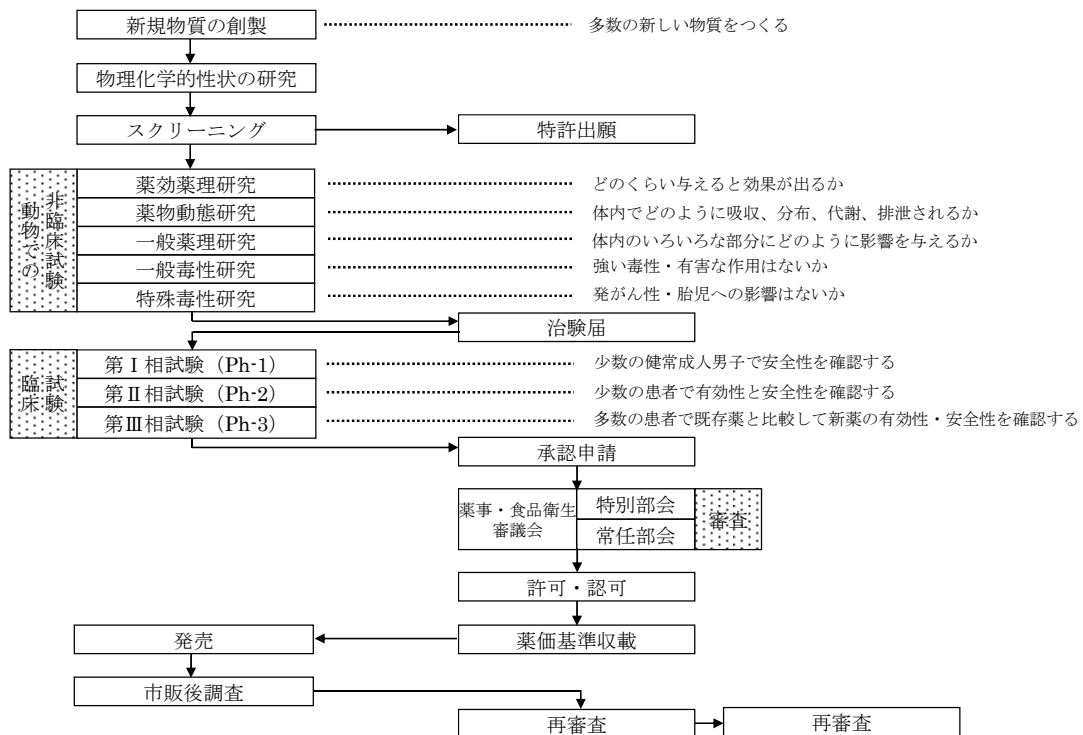 新規物質の創製
多数の新しい物質をつくる
物理化学的性状の研究
スクリーニング
特許出願
動物での
非臨床試験
薬効薬理研究
どのくらい与えると効果が出るか
薬物動態研究
体内でどのように吸収、分布、代謝、排泄されるか
一般薬理研究
体内のいろいろな部分にどのように影響を与えるか
一般毒性研究
強い毒性・有害な作用はないか
特殊毒性研究
発がん性・胎児への影響はないか
治験届
臨床
試験
第Ⅰ相試験（Ph-1）
少数の健常成人男子で安全性を確認する
第Ⅱ相試験（Ph-2）
少数の患者で有効性と安全性を確認する
第Ⅲ相試験（Ph-3）
多数の患者で既存薬と比較して新薬の有効性・安全性を確認する
承認申請
薬事・食品衛生
審議会
特別部会
常任部会
審査
許可・認可
発売
薬価基準収載
市販後調査
再審査
再審査